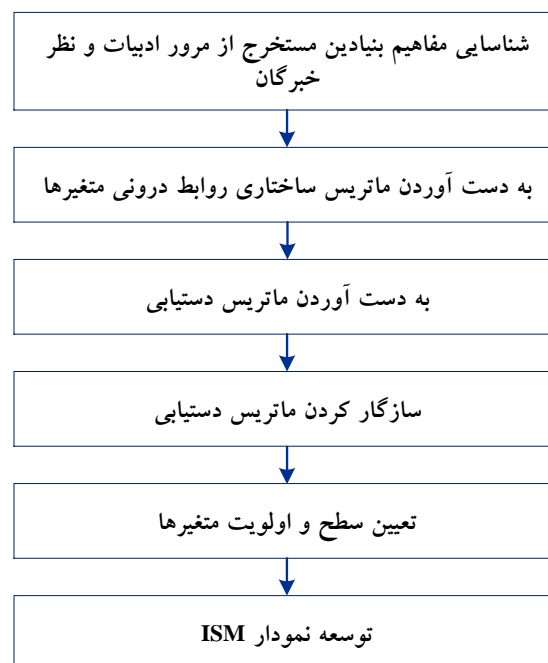 شناسایی مفاهیم بنیادین مستخرج از مرور ادبیات و نظر
خبرگان
به دست آوردن ماتریس ساختاری روابط درونی متغیرها
به دست آوردن ماتریس دستیابی
سازگار کردن ماتریس دستیابی
تعیین سطح و اولویت متغیرها
توسعه نمودار ISM